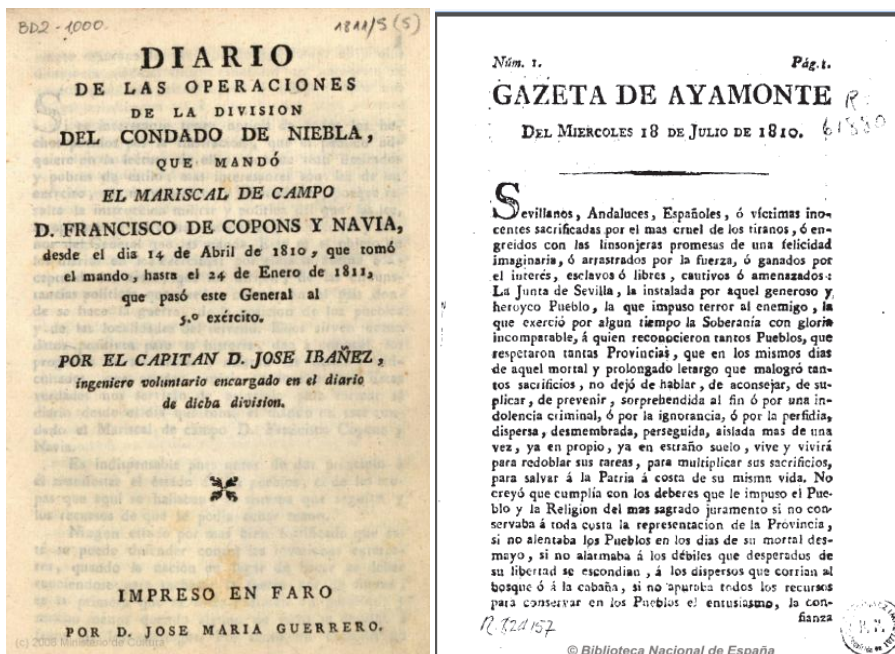 BD2-1000.
1811/5 (5)
DIARIO
DE LAS OPERACIONES
DE LA DIVISION
DEL CONDADO DE NIEBLA,
QUE MANDÓ
EL MARISCAL DE CAMPO
D. FRANCISCO DE COPONS Y NAVIA,
desde el dia 14 de Abril de 1810, que tomó
el mando, hasta el 24 de Enero de 1811,
que pasó este General al
5.º exército.
POR EL CAPITAN D. JOSE IBAÑEZ,
ingeniero voluntario encargado en el diario
de dicha division.
IMPRESO EN FARO
POR D. JOSE MARIA GUERRERO.
(c) 2006 Ministerio de Cultura
Núm. 1. Pág. 1.
GAZETA DE AYAMONTE
DEL MIERCOLES 18 DE JULIO DE 1810.
R
61880
Sevillanos, Andaluces, Españoles, ó víctimas ino-
centes sacrificadas por el mas cruel de los tiranos, ó en-
greidos con las linsonjeras promesas de una felicidad
imaginaria, ó arrastrados por la fuerza, ó ganados por
el interés, esclavos ó libres, cautivos ó amenazados:
La Junta de Sevilla, la instalada por aquel generoso y
heroyco Pueblo, la que impuso terror al enemigo, la
que exerció por algun tiempo la Soberanía con gloria
incomparable, á quien reconocieron tantos Pueblos, que
respetaron tantas Provincias, que en los mismos dias
de aquel mortal y prolongado letargo que malogró tan-
tos sacrificios, no dejó de hablar, de aconsejar, de su-
plicar, de prevenir, sorprehendida al fin ó por una in-
dolencia criminal, ó por la ignorancia, ó por la perfidia,
dispersa, desmembrada, perseguida, aislada mas de una
vez, ya en propio, ya en estraño suelo, vive y vivirá
para redoblar sus tareas, para multiplicar sus sacrificios,
para salvar á la Patria á costa de su misma vida. No
creyó que cumplía con los deberes que le impuso el Pue-
blo y la Religion del mas sagrado juramento si no con-
servaba á toda costa la representacion de la Provincia,
si no alentaba los Pueblos en los dias de su mortal des-
mayo, si no alarmaba á los débiles que desperados de
su libertad se escondian, á los dispersos que corrian al
bosque ó á la cabaña, si no apuraba todos los recursos
para conservar en los Pueblos el entusiasmo, la con-
fianza
© Biblioteca Nacional de España